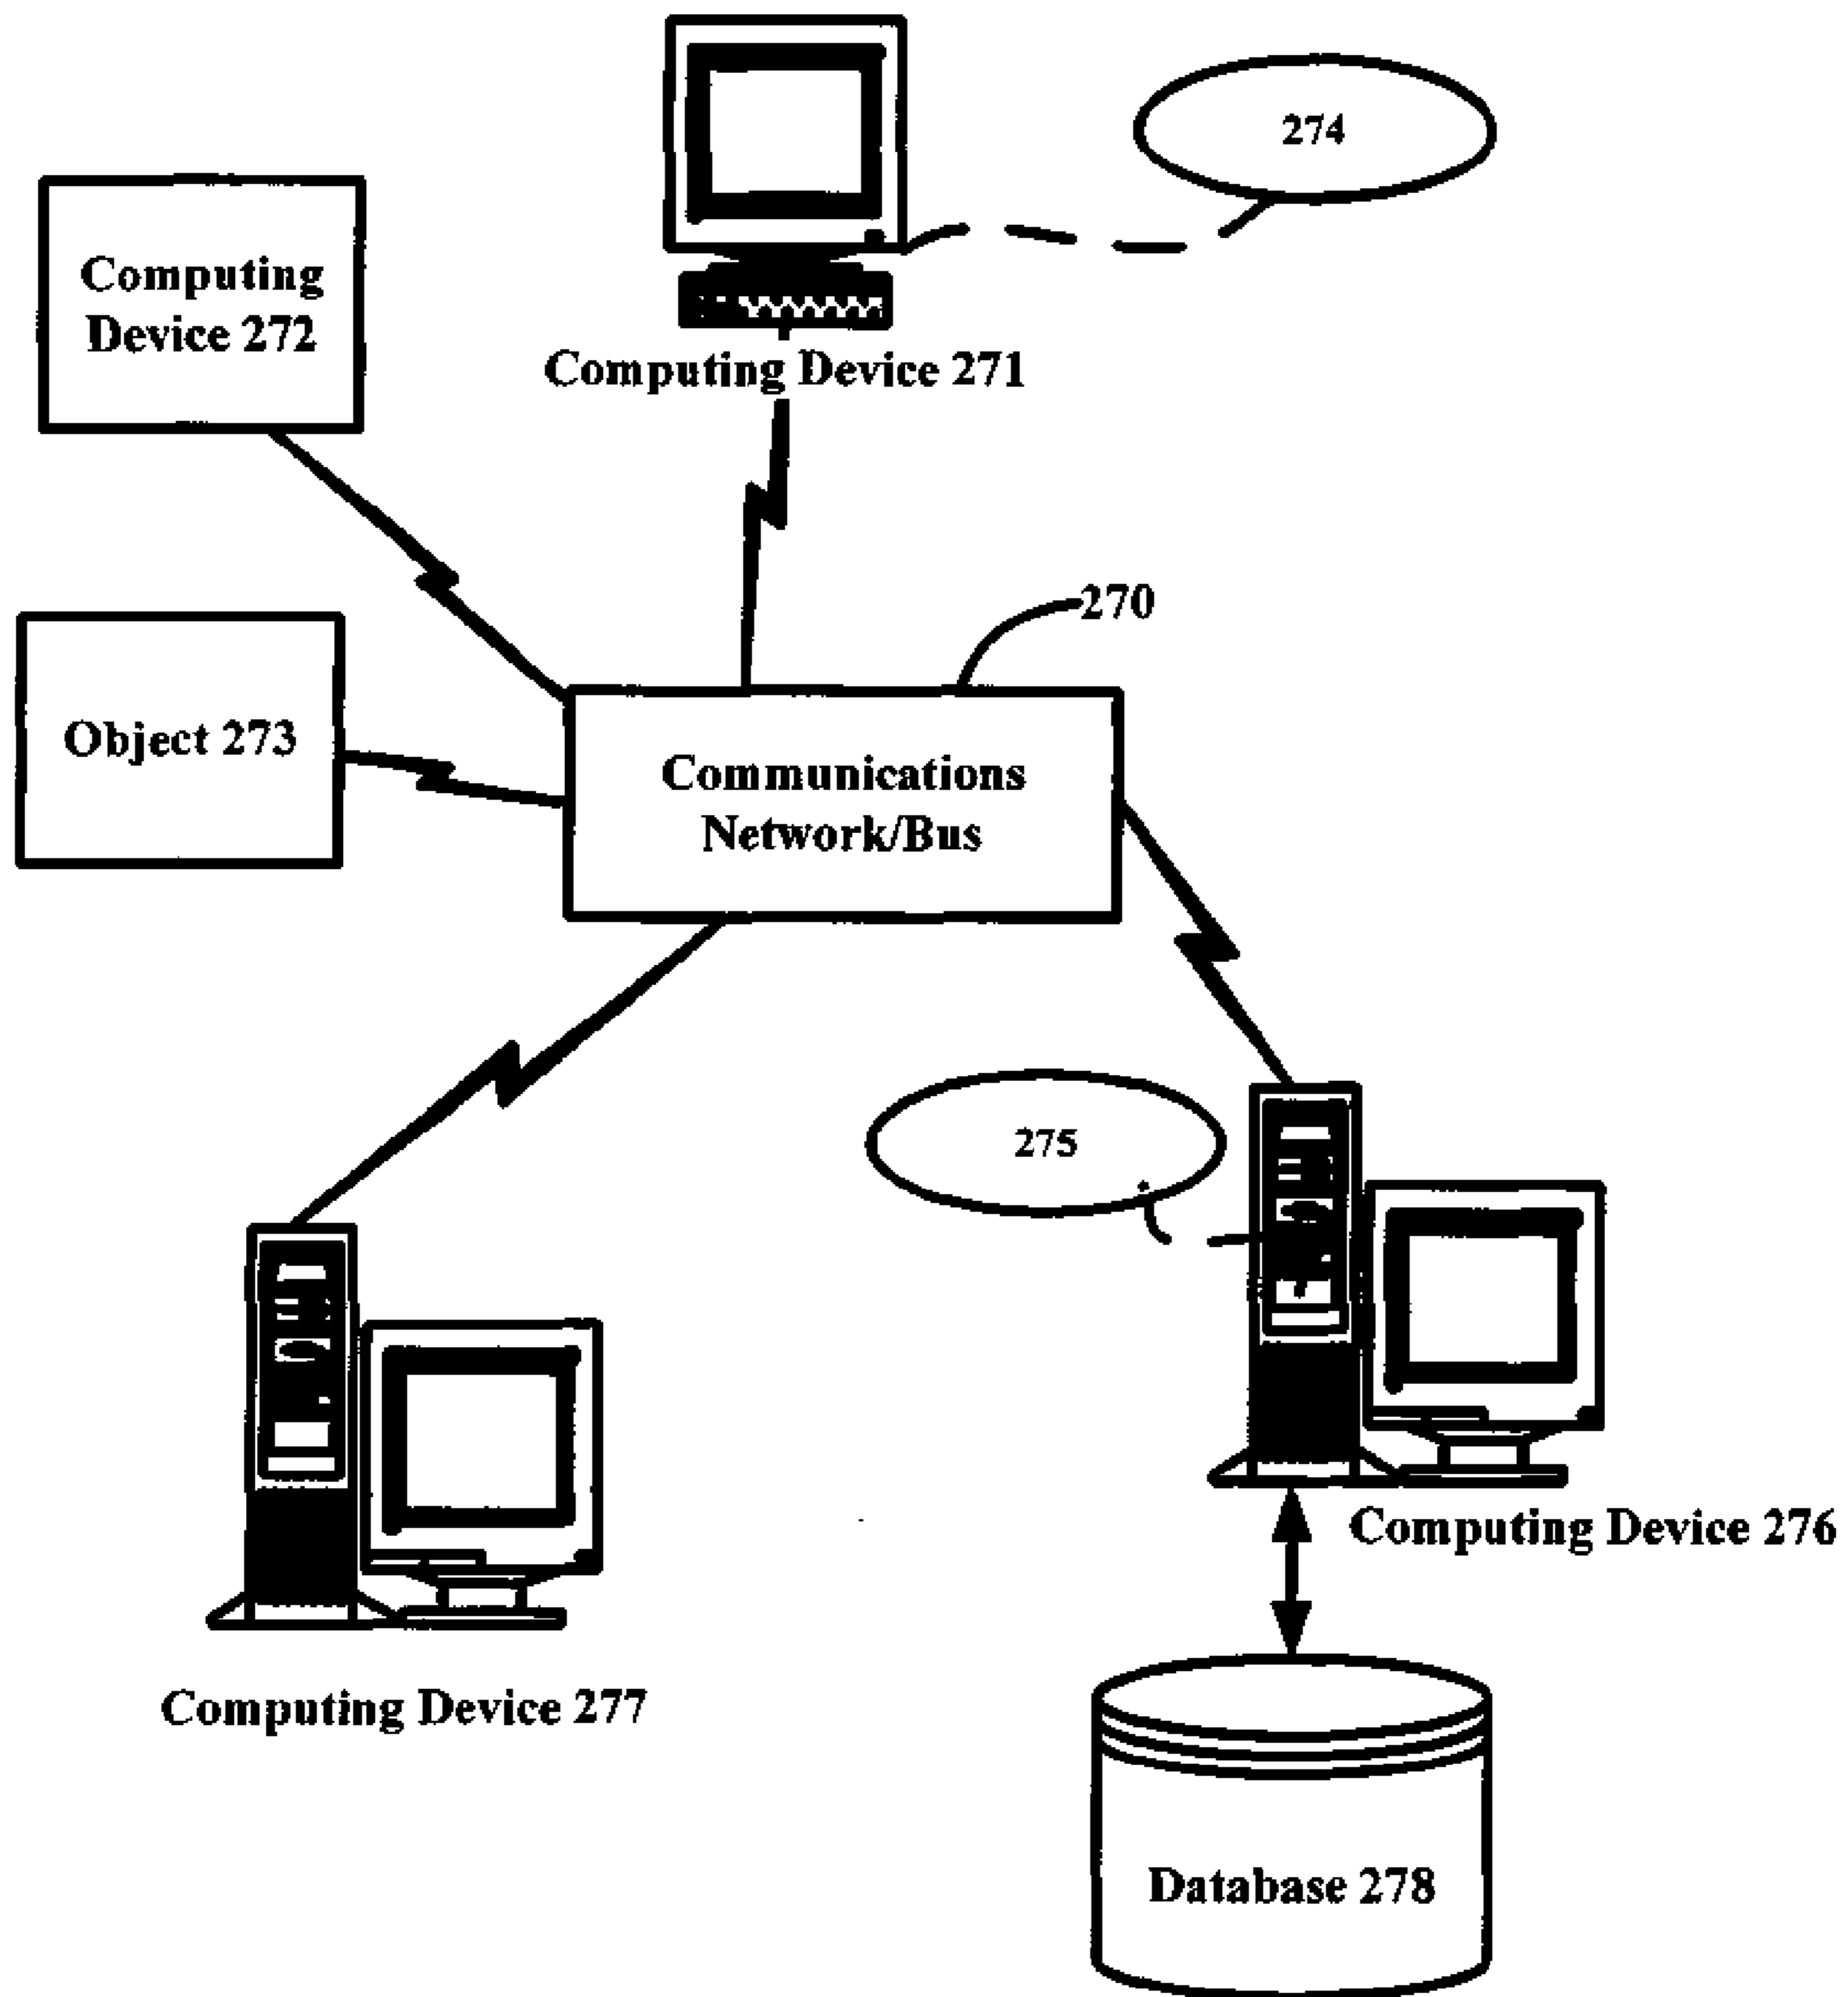 274
Computing
Device 272
Computing Device 271
270
Object 273
Communications
Network/Bus
275
Computing Device 276
Computing Device 277
Database 278